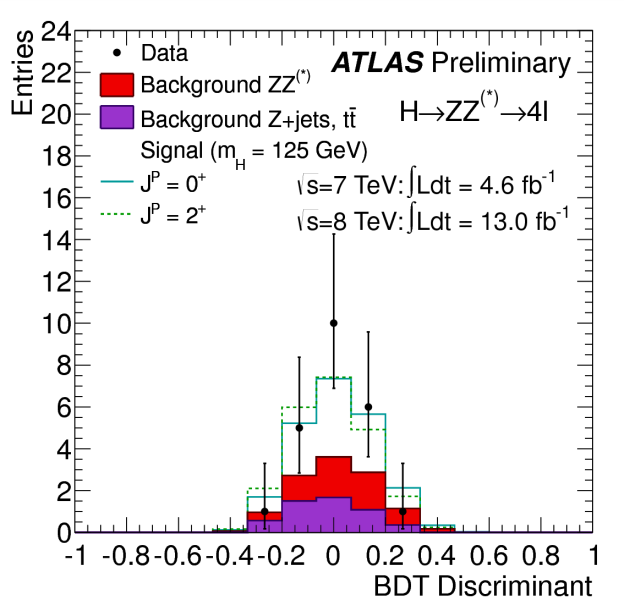 Entries
24
22
20
18
16
14
12
10
8
6
4
2
0
Data
Background ZZ(*)
Background Z+jets, tt̄
Signal (mH = 125 GeV)
JP = 0+
JP = 2+
ATLAS Preliminary
H→ZZ(*)→4l
√s=7 TeV:∫Ldt = 4.6 fb-1
√s=8 TeV:∫Ldt = 13.0 fb-1
-1 -0.8 -0.6 -0.4 -0.2 0 0.2 0.4 0.6 0.8 1
BDT Discriminant